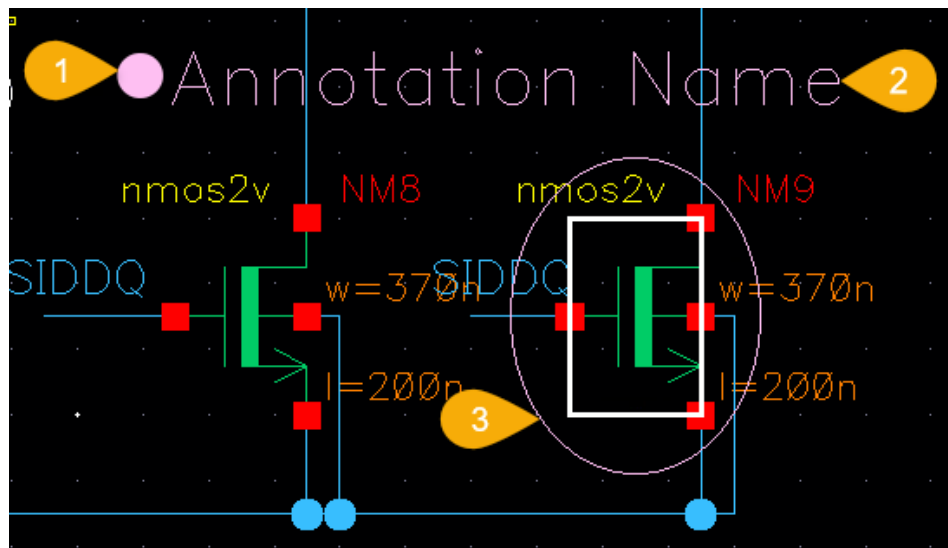 1 Annotation Name 2
nmos2v NM8 nmos2v NM9
SIDDQ w=370n SIDDQ w=370n
l=200n l=200n
3